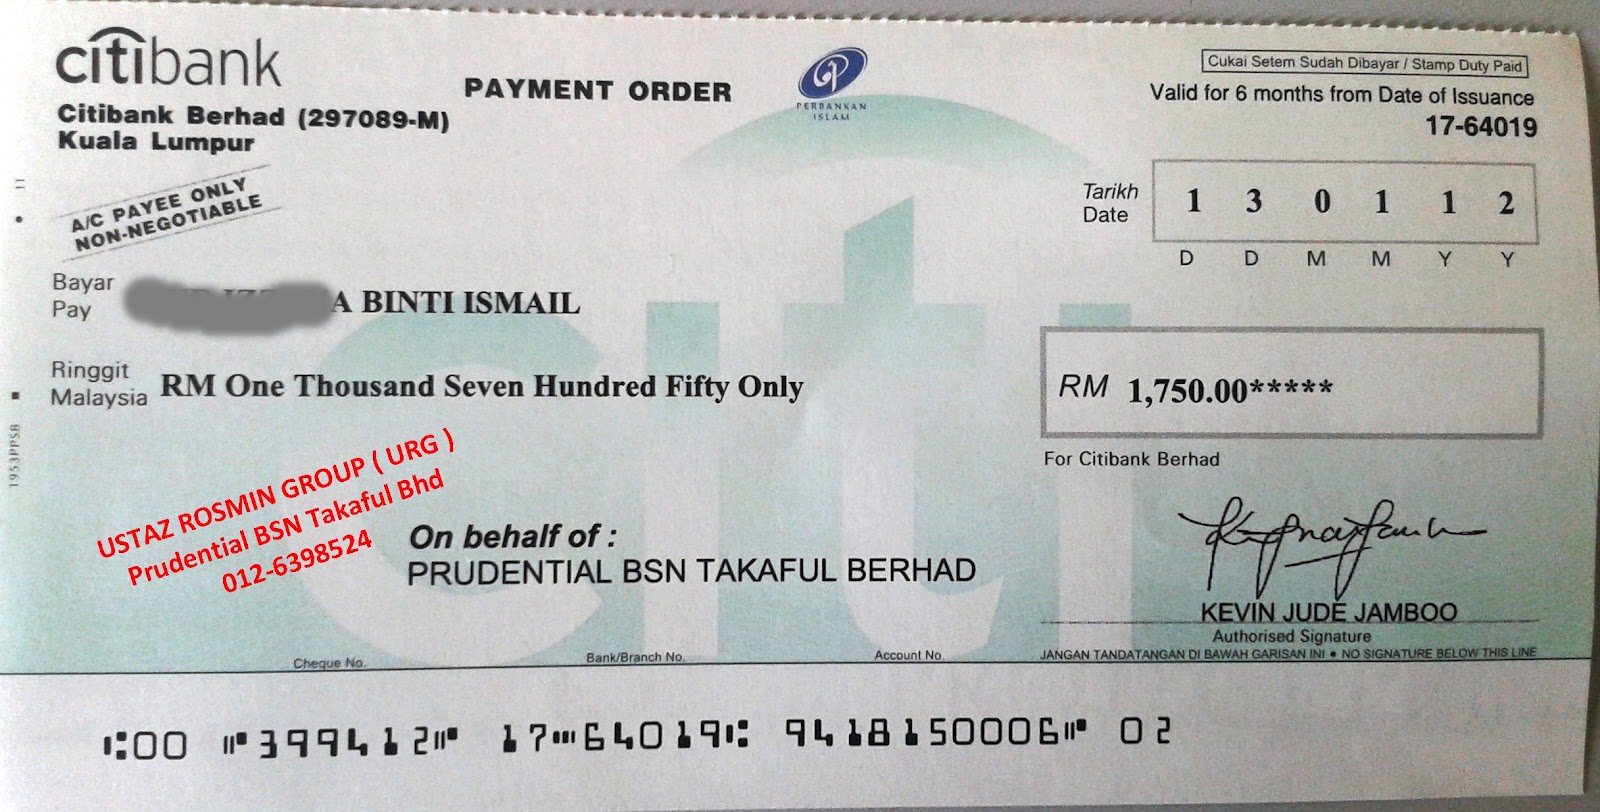 citibank
Citibank Berhad (297089-M)
Kuala Lumpur
PAYMENT ORDER
PERBANKAN
ISLAM
Cukai Setem Sudah Dibayar / Stamp Duty Paid
Valid for 6 months from Date of Issuance
17-64019
A/C PAYEE ONLY
NON-NEGOTIABLE
Tarikh
Date
1 3 0 1 1 2
D D M M Y Y
Bayar
Pay
BINTI ISMAIL
Ringgit
Malaysia
RM One Thousand Seven Hundred Fifty Only
RM 1,750.00*****
For Citibank Berhad
1953PPSB
USTAZ ROSMIN GROUP ( URG )
Prudential BSN Takaful Bhd
012-6398524
On behalf of :
PRUDENTIAL BSN TAKAFUL BERHAD
KEVIN JUDE JAMBOO
Authorised Signature
Cheque No.
Bank/Branch No.
Account No.
JANGAN TANDATANGAN DI BAWAH GARISAN INI ● NO SIGNATURE BELOW THIS LINE
⑆00 ⑈399412⑈ 17⑉64019⑆ 9418150006⑈ 02
citi